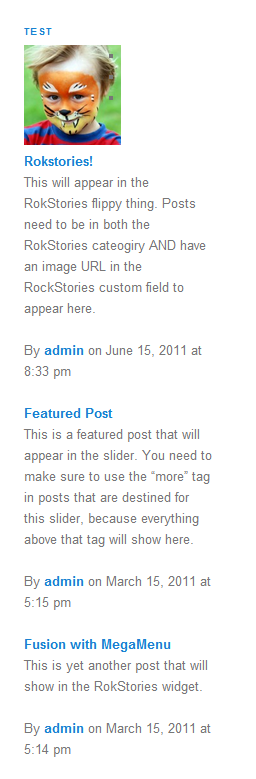 TEST
Rokstories!
This will appear in the
RokStories flippy thing. Posts
need to be in both the
RokStories cateogiry AND have
an image URL in the
RockStories custom field to
appear here.
By admin on June 15, 2011 at
8:33 pm
Featured Post
This is a featured post that will
appear in the slider. You need to
make sure to use the “more” tag
in posts that are destined for
this slider, because everything
above that tag will show here.
By admin on March 15, 2011 at
5:15 pm
Fusion with MegaMenu
This is yet another post that will
show in the RokStories widget.
By admin on March 15, 2011 at
5:14 pm